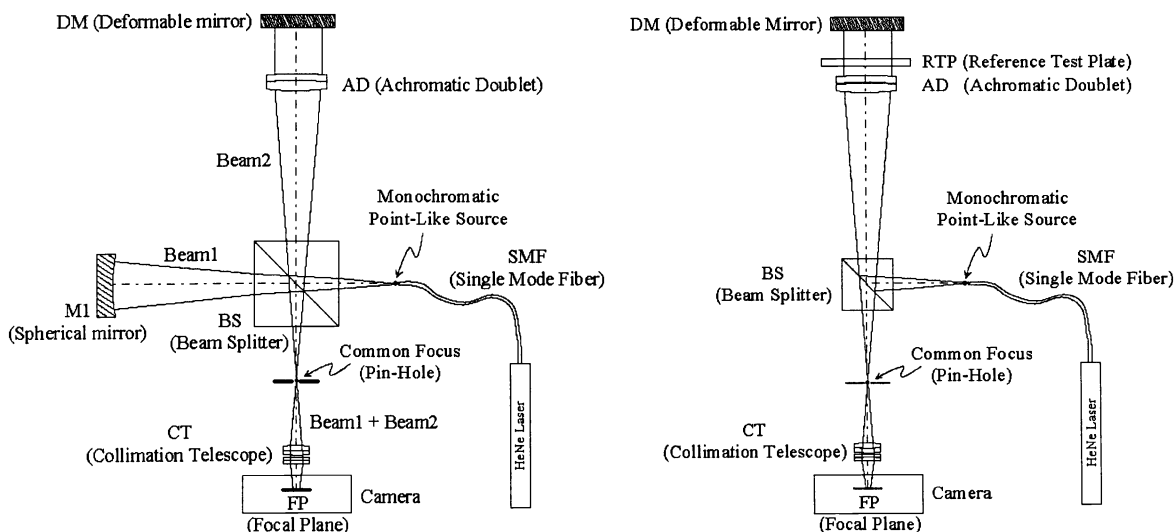 DM (Deformable mirror)
AD (Achromatic Doublet)
Beam2
Monochromatic
Point-Like Source
Beam1
SMF
(Single Mode Fiber)
M1
(Spherical mirror)
BS
(Beam Splitter)
Common Focus
(Pin-Hole)
Beam1 + Beam2
CT
(Collimation Telescope)
HeNe Laser
Camera
FP
(Focal Plane)
DM (Deformable Mirror)
RTP (Reference Test Plate)
AD (Achromatic Doublet)
Monochromatic
Point-Like Source
SMF
(Single Mode Fiber)
BS
(Beam Splitter)
Common Focus
(Pin-Hole)
CT
(Collimation Telescope)
HeNe Laser
Camera
FP
(Focal Plane)